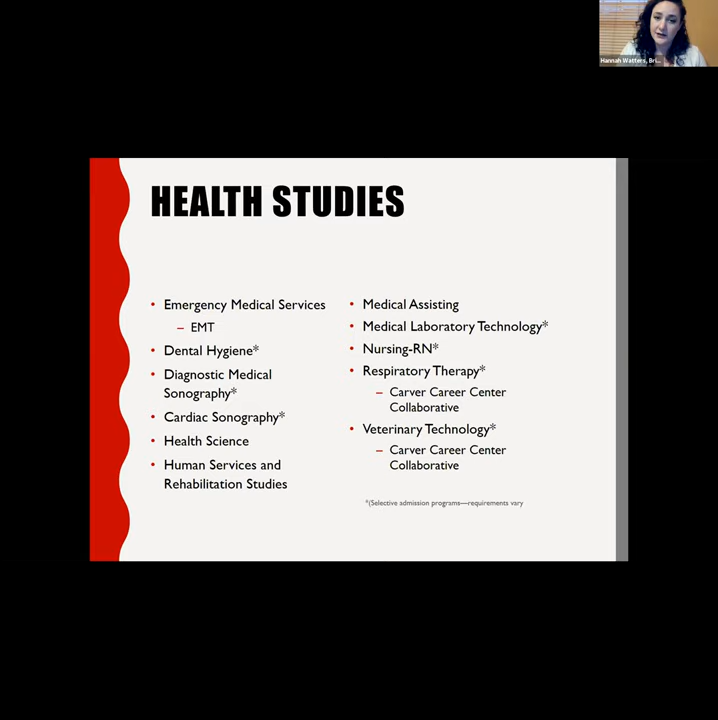 Hannah Watters, Bri...
HEALTH STUDIES
• Emergency Medical Services
– EMT
• Dental Hygiene*
• Diagnostic Medical
Sonography*
• Cardiac Sonography*
• Health Science
• Human Services and
Rehabilitation Studies
• Medical Assisting
• Medical Laboratory Technology*
• Nursing-RN*
• Respiratory Therapy*
– Carver Career Center
Collaborative
• Veterinary Technology*
– Carver Career Center
Collaborative
*(Selective admission programs—requirements vary